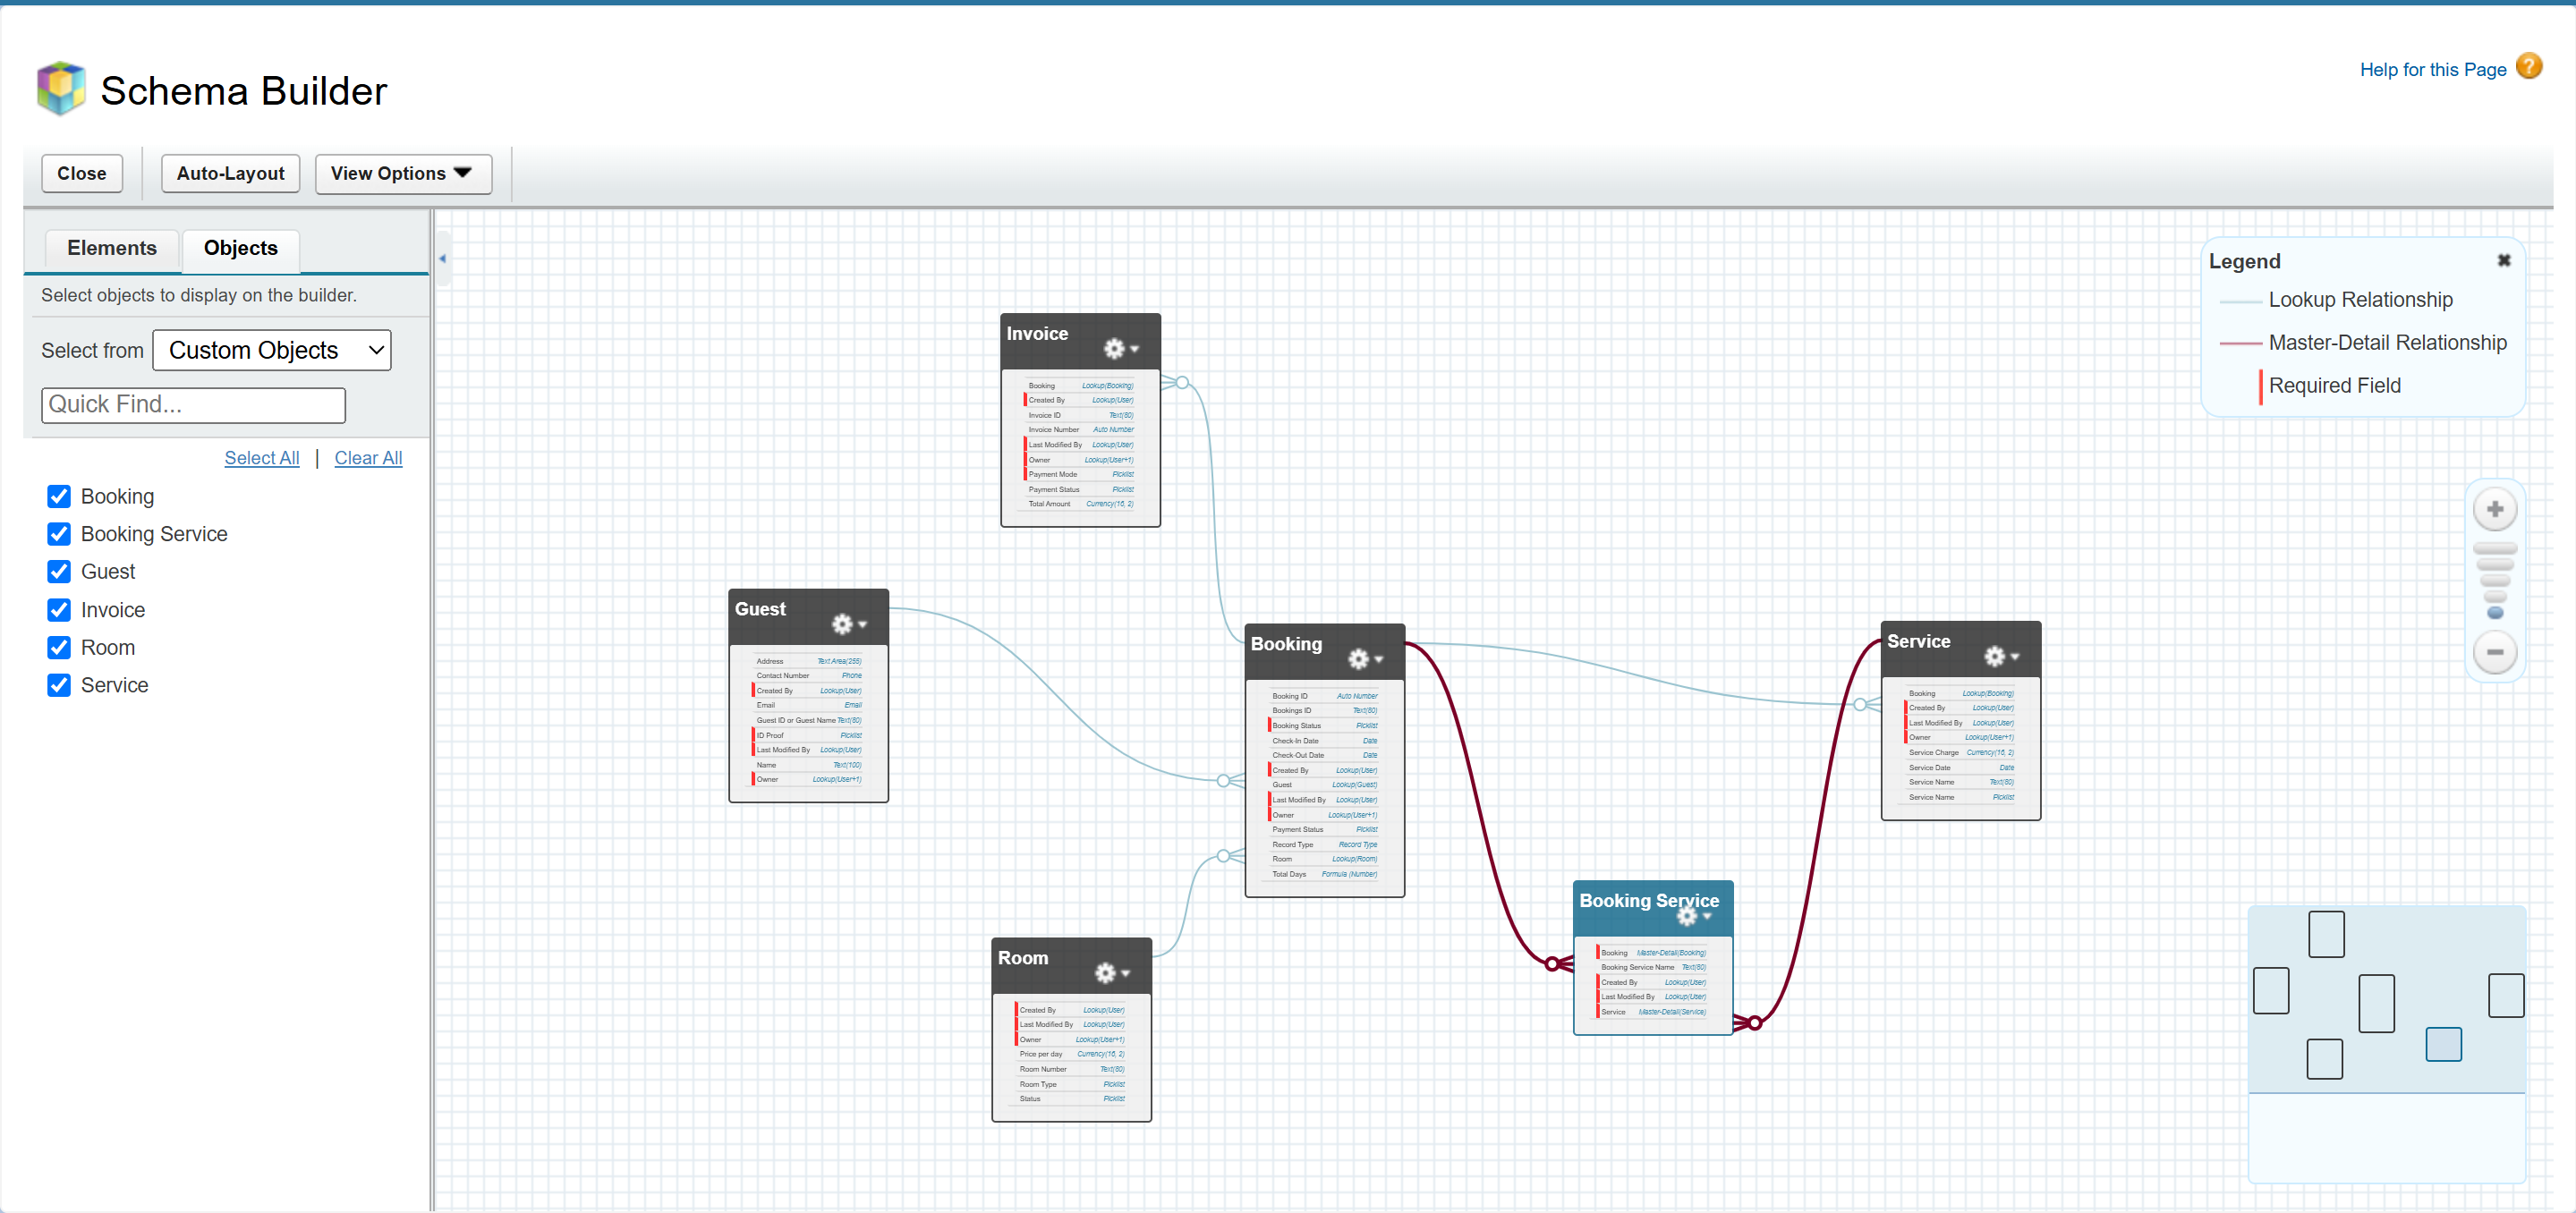 Schema Builder
Help for this Page ?
Close
Auto-Layout
View Options
Elements
Objects
Select objects to display on the builder.
Select from Custom Objects
Quick Find...
Select All | Clear All
Booking
Booking Service
Guest
Invoice
Room
Service
Invoice
Booking Lookup(Booking)
Created By Lookup(User)
Invoice ID Text(80)
Invoice Number Auto Number
Last Modified By Lookup(User)
Owner Lookup(User+1)
Payment Mode Picklist
Payment Status Picklist
Total Amount Currency(16, 2)
Guest
Address Text Area(255)
Contact Number Phone
Created By Lookup(User)
Email Email
Guest ID or Guest Name Text(80)
ID Proof Picklist
Last Modified By Lookup(User)
Name Text(100)
Owner Lookup(User+1)
Booking
Booking ID Auto Number
Bookings ID Text(80)
Booking Status Picklist
Check-In Date Date
Check-Out Date Date
Created By Lookup(User)
Guest Lookup(Guest)
Last Modified By Lookup(User)
Owner Lookup(User+1)
Payment Status Picklist
Record Type Record Type
Room Lookup(Room)
Total Days Formula (Number)
Room
Created By Lookup(User)
Last Modified By Lookup(User)
Owner Lookup(User+1)
Price per day Currency(16, 2)
Room Number Text(80)
Room Type Picklist
Status Picklist
Booking Service
Booking Master-Detail(Booking)
Booking Service Name Text(80)
Created By Lookup(User)
Last Modified By Lookup(User)
Service Master-Detail(Service)
Service
Booking Lookup(Booking)
Created By Lookup(User)
Last Modified By Lookup(User)
Owner Lookup(User+1)
Service Charge Currency(16, 2)
Service Date Date
Service Name Text(80)
Service Name Picklist
Legend
Lookup Relationship
Master-Detail Relationship
Required Field